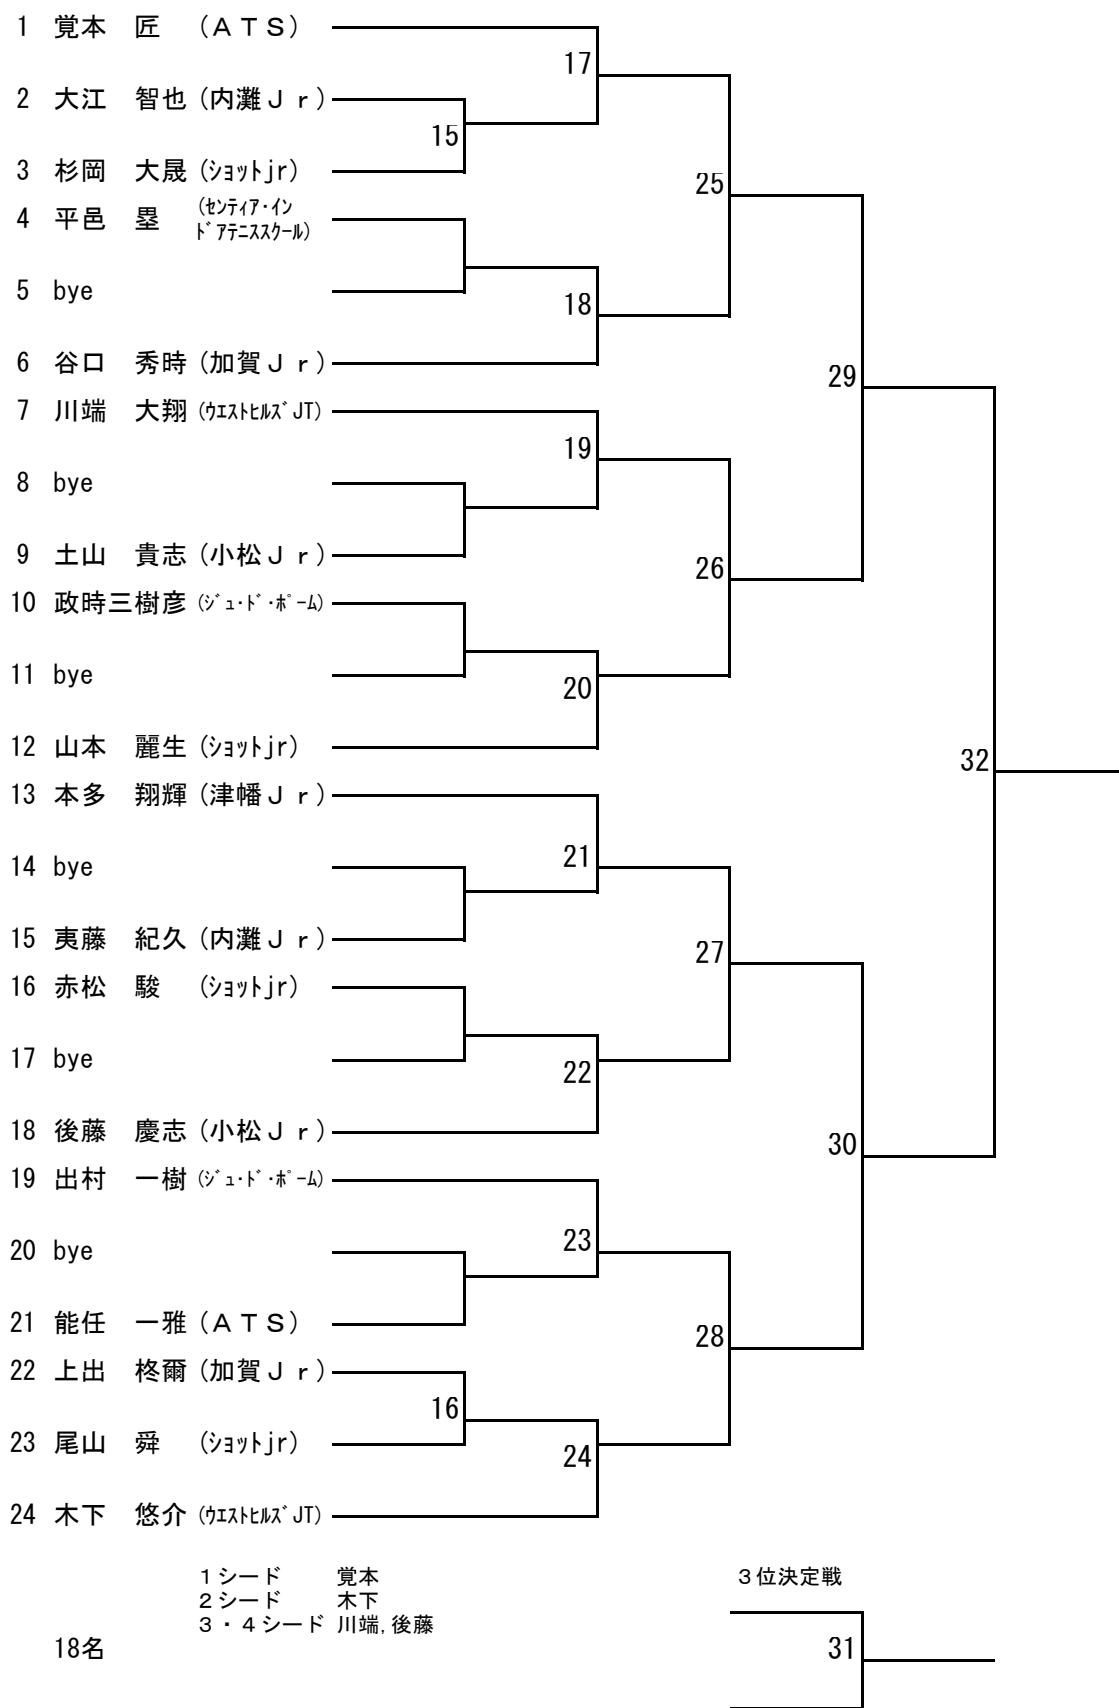 1 覚本　匠　（ＡＴＳ）
17
2 大江　智也（内灘Ｊｒ）
15
3 杉岡　大晟（ｼｮｯﾄjr）
25
4 平邑　塁　（ｾﾝﾃｨｱ･ｲﾝ
ﾄﾞｱﾃﾆｽｽｸｰﾙ）
5 bye
18
6 谷口　秀時（加賀Ｊｒ）
29
7 川端　大翔（ｳｴｽﾄﾋﾙｽﾞJT）
19
8 bye
9 土山　貴志（小松Ｊｒ）
26
10 政時三樹彦（ｼﾞｭ･ﾄﾞ･ﾎﾟｰﾑ）
11 bye
20
12 山本　麗生（ｼｮｯﾄjr）
32
13 本多　翔輝（津幡Ｊｒ）
21
14 bye
15 夷藤　紀久（内灘Ｊｒ）
27
16 赤松　駿　（ｼｮｯﾄjr）
17 bye
22
18 後藤　慶志（小松Ｊｒ）
30
19 出村　一樹（ｼﾞｭ･ﾄﾞ･ﾎﾟｰﾑ）
23
20 bye
21 能任　一雅（ＡＴＳ）
28
22 上出　柊爾（加賀Ｊｒ）
16
23 尾山　舜　（ｼｮｯﾄjr）
24
24 木下　悠介（ｳｴｽﾄﾋﾙｽﾞJT）
１シード　覚本
３位決定戦
２シード　木下
３・４シード 川端,後藤
18名
31